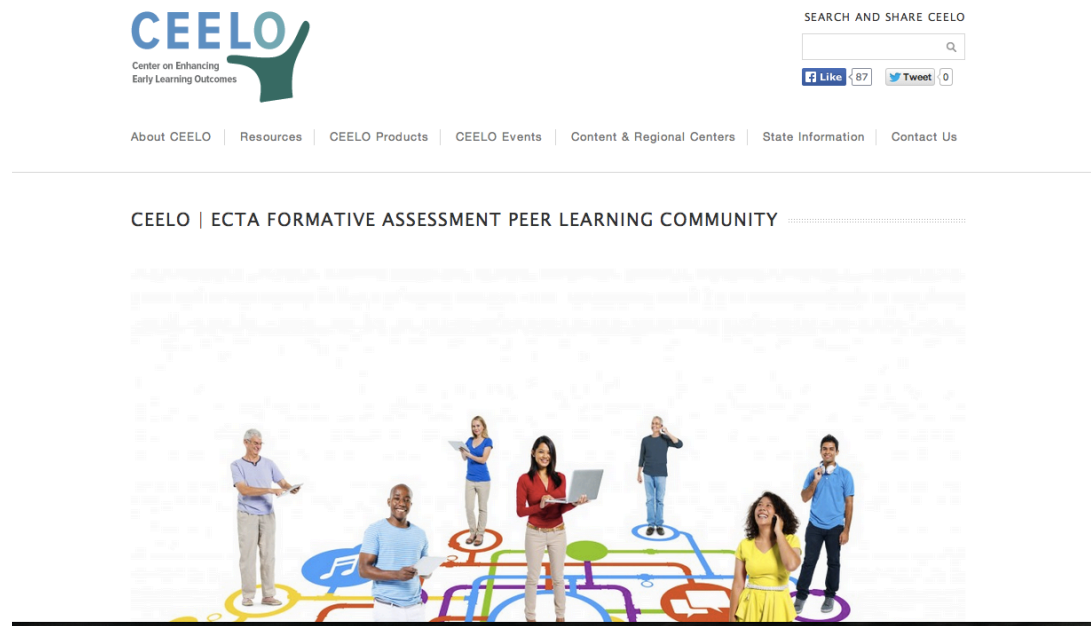 CEELO
Center on Enhancing
Early Learning Outcomes
SEARCH AND SHARE CEELO
Like 87 Tweet 0
About CEELO Resources CEELO Products CEELO Events Content & Regional Centers State Information Contact Us
CEELO | ECTA FORMATIVE ASSESSMENT PEER LEARNING COMMUNITY